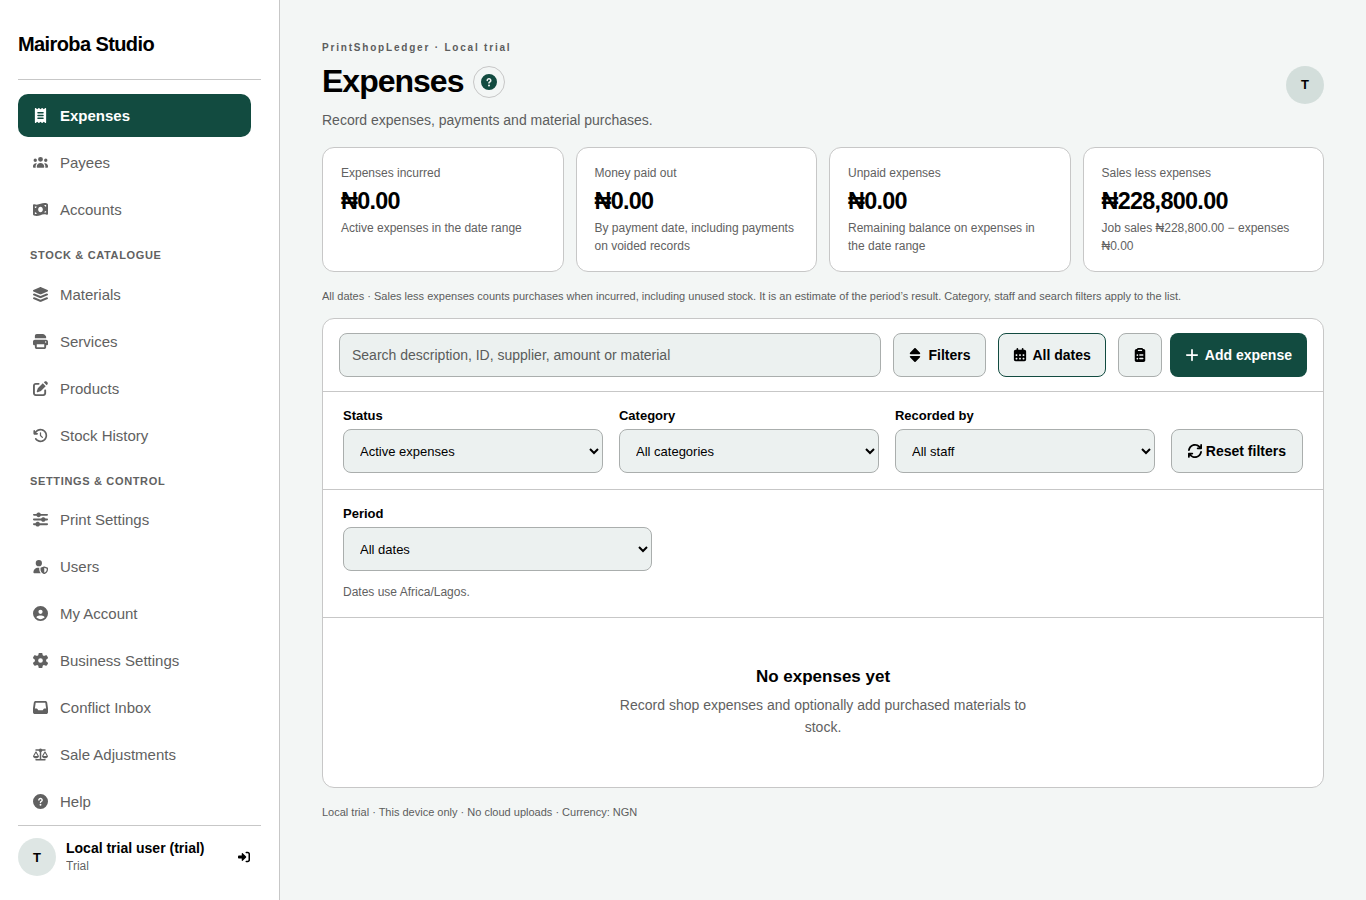 Mairoba Studio
Expenses
Payees
Accounts
STOCK & CATALOGUE
Materials
Services
Products
Stock History
SETTINGS & CONTROL
Print Settings
Users
My Account
Business Settings
Conflict Inbox
Sale Adjustments
Help
T
Local trial user (trial)
Trial
PrintShopLedger · Local trial
Expenses
T
Record expenses, payments and material purchases.
Expenses incurred
₦0.00
Active expenses in the date range
Money paid out
₦0.00
By payment date, including payments
on voided records
Unpaid expenses
₦0.00
Remaining balance on expenses in
the date range
Sales less expenses
₦228,800.00
Job sales ₦228,800.00 − expenses
₦0.00
All dates · Sales less expenses counts purchases when incurred, including unused stock. It is an estimate of the period’s result. Category, staff and search filters apply to the list.
Search description, ID, supplier, amount or material
Filters
All dates
Add expense
Status
Active expenses
Category
All categories
Recorded by
All staff
Reset filters
Period
All dates
Dates use Africa/Lagos.
No expenses yet
Record shop expenses and optionally add purchased materials to
stock.
Local trial · This device only · No cloud uploads · Currency: NGN